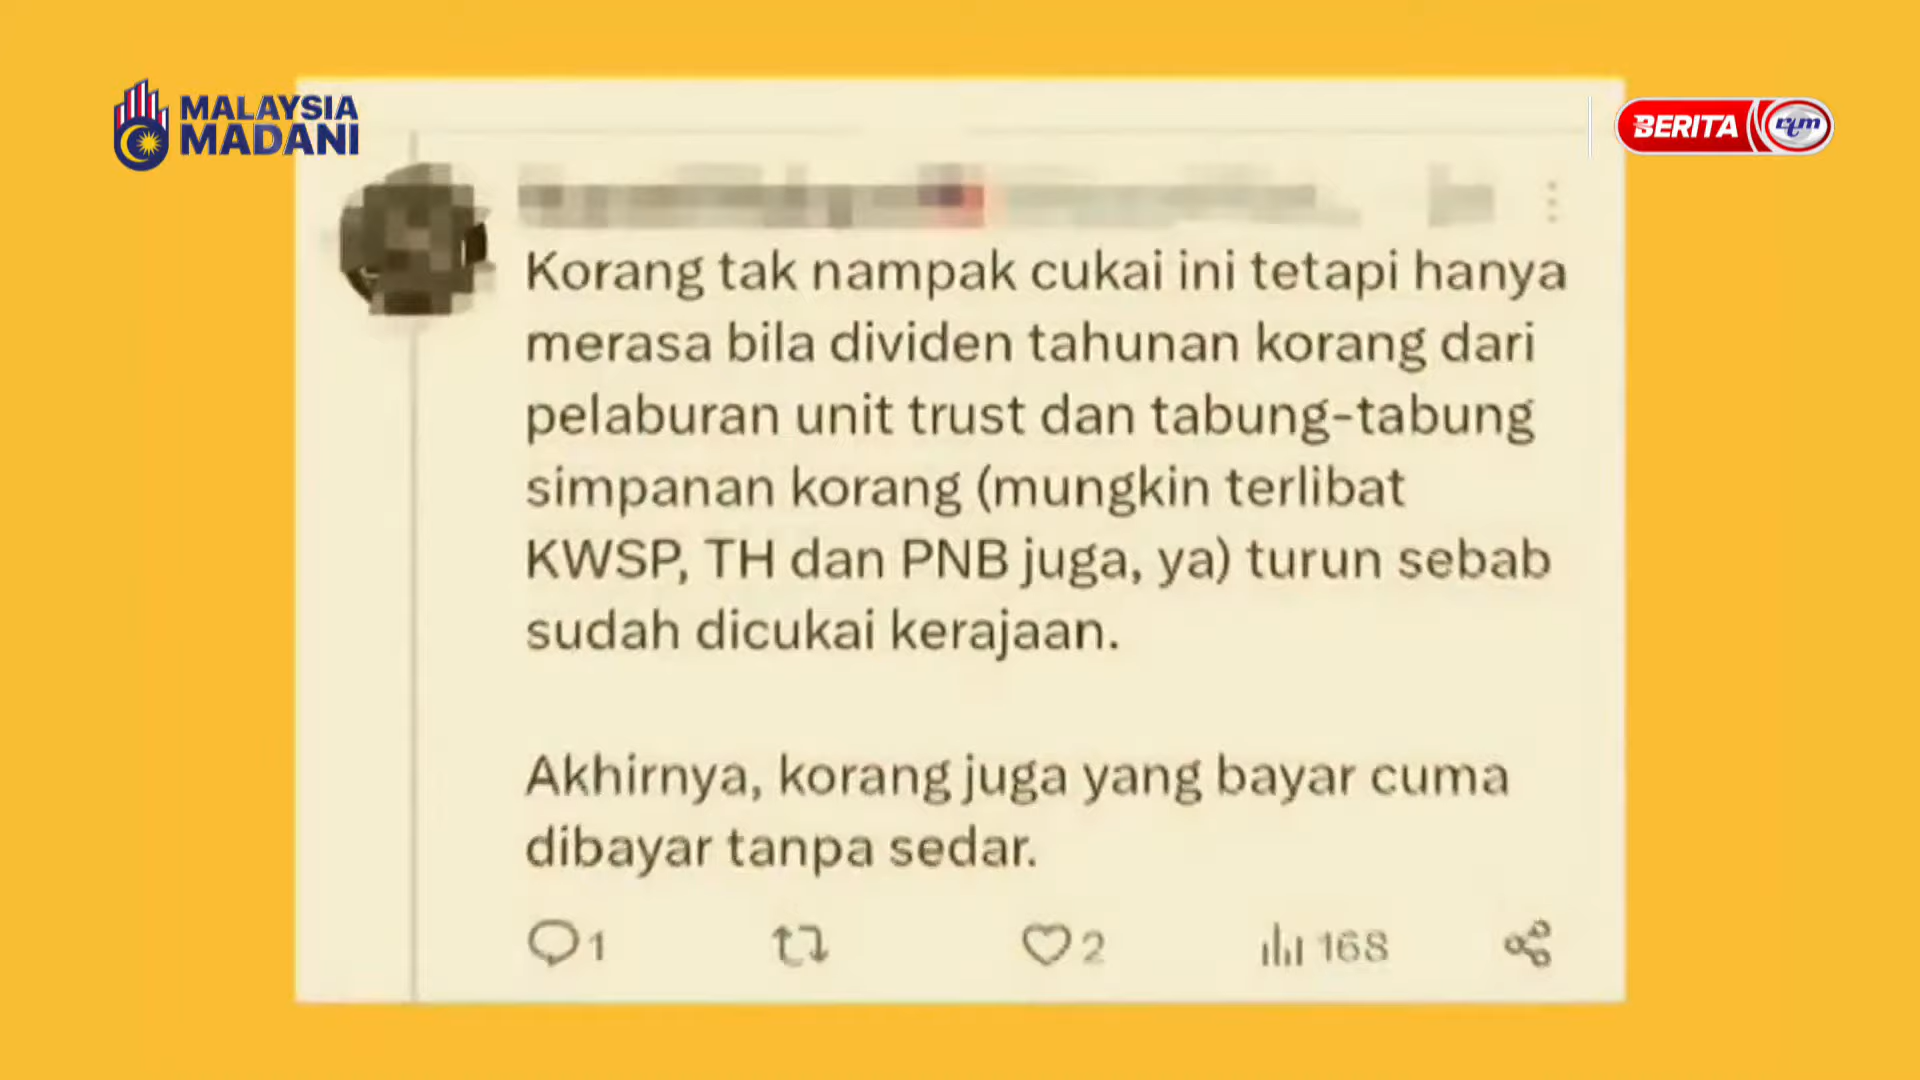 MALAYSIA
MADANI
BERITA rtm
Korang tak nampak cukai ini tetapi hanya
merasa bila dividen tahunan korang dari
pelaburan unit trust dan tabung-tabung
simpanan korang (mungkin terlibat
KWSP, TH dan PNB juga, ya) turun sebab
sudah dicukai kerajaan.
Akhirnya, korang juga yang bayar cuma
dibayar tanpa sedar.
1 2 168